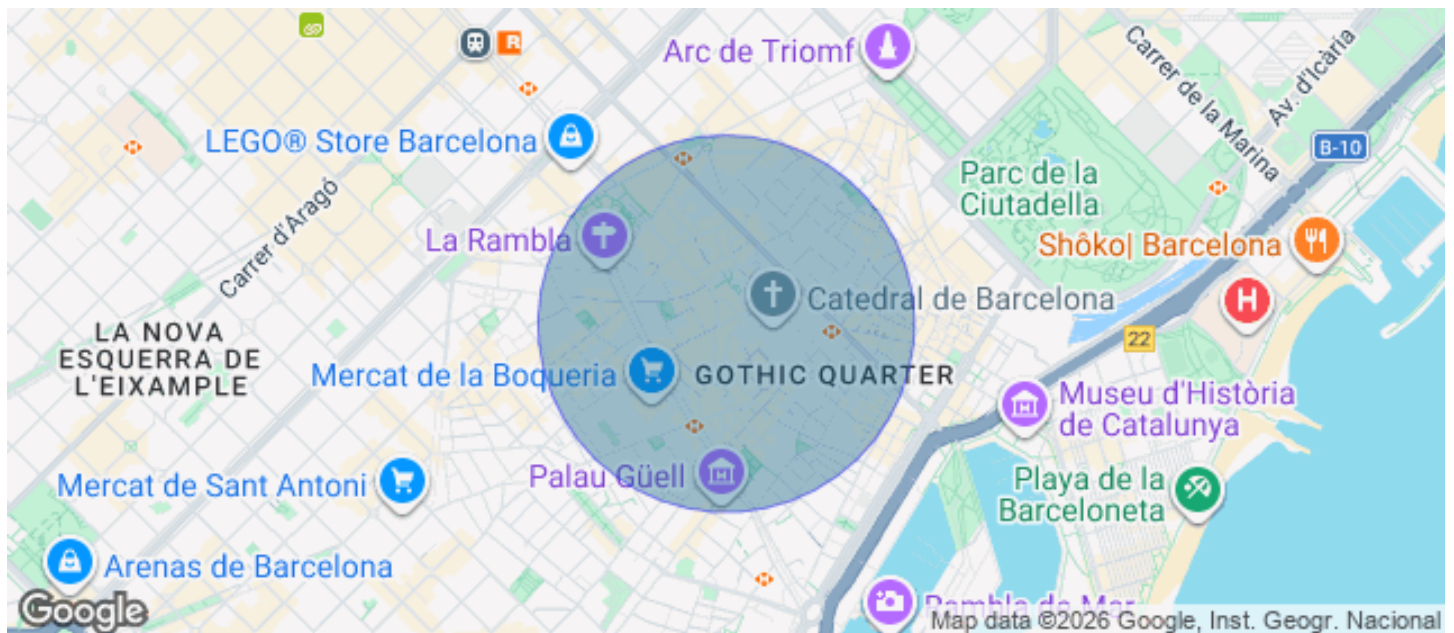 Arc de Triomf
Carrer de la Marina
Av. d'Icària
LEGO® Store Barcelona
B-10
Carrer d'Aragó
Parc de la
Ciutadella
La Rambla
Shôko| Barcelona
H
Catedral de Barcelona
LA NOVA
ESQUERRA DE
L'EIXAMPLE
22
Mercat de la Boqueria
GOTHIC QUARTER
Museu d'Història
de Catalunya
Palau Güell
Mercat de Sant Antoni
Playa de la
Barceloneta
Arenas de Barcelona
Rambla de Mar
Google
Map data ©2026 Google, Inst. Geogr. Nacional